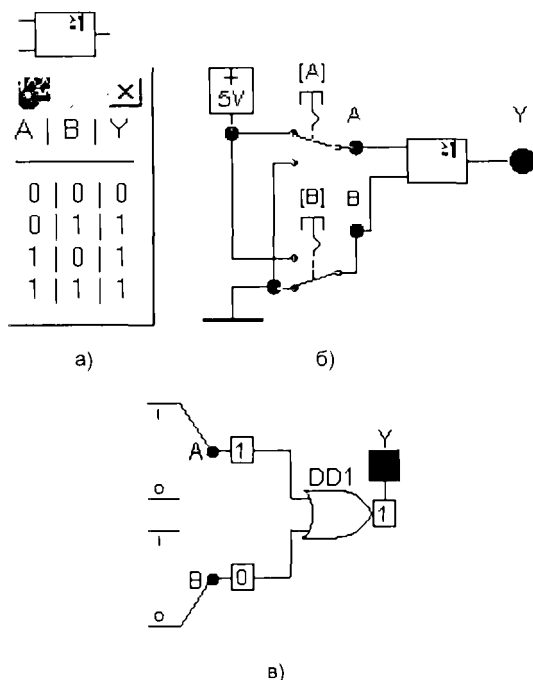 ≥1
A | B | Y
0 | 0 | 0
0 | 1 | 1
1 | 0 | 1
1 | 1 | 1
а)
+
5V
[A]
A
[B]
B
≥1
Y
б)
1
A
1
0
1
B
0
0
DD1
Y
1
в)